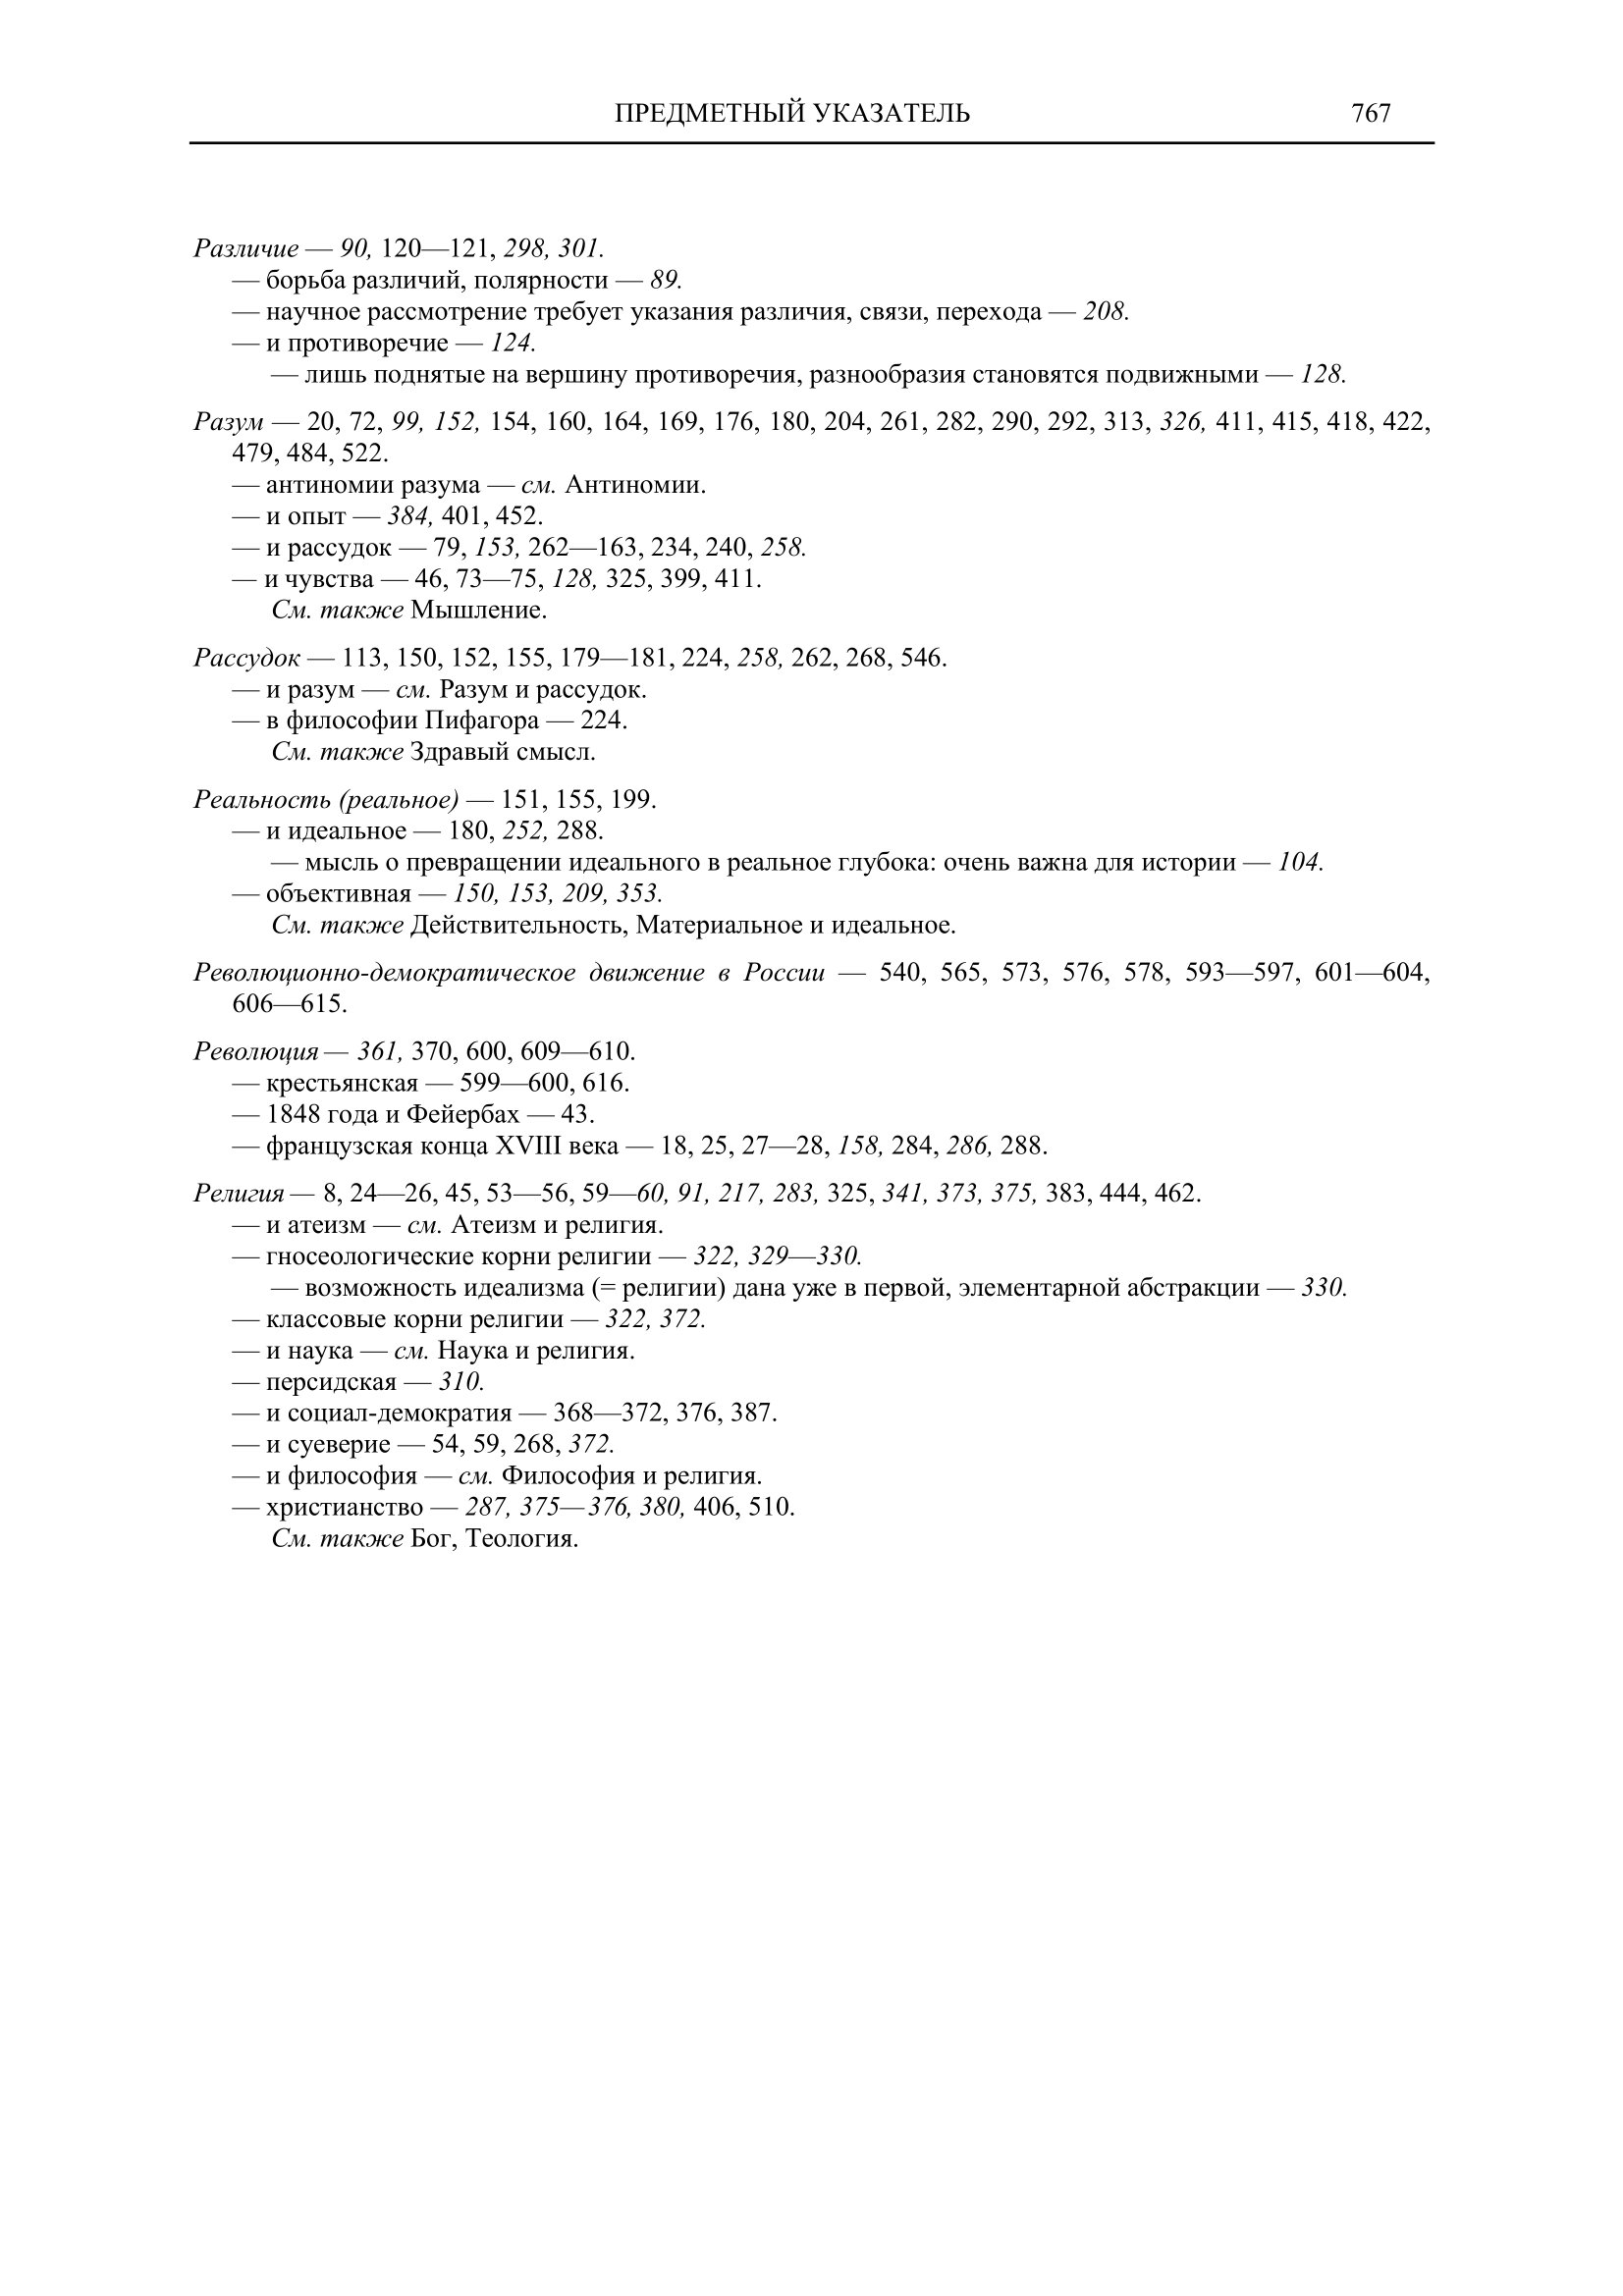 ПРЕДМЕТНЫЙ УКАЗАТЕЛЬ 767
Различие — 90, 120—121, 298, 301.
— борьба различий, полярности — 89.
— научное рассмотрение требует указания различия, связи, перехода — 208.
— и противоречие — 124.
— лишь поднятые на вершину противоречия, разнообразия становятся подвижными — 128.
Разум — 20, 72, 99, 152, 154, 160, 164, 169, 176, 180, 204, 261, 282, 290, 292, 313, 326, 411, 415, 418, 422,
479, 484, 522.
— антиномии разума — см. Антиномии.
— и опыт — 384, 401, 452.
— и рассудок — 79, 153, 262—163, 234, 240, 258.
— и чувства — 46, 73—75, 128, 325, 399, 411.
См. также Мышление.
Рассудок — 113, 150, 152, 155, 179—181, 224, 258, 262, 268, 546.
— и разум — см. Разум и рассудок.
— в философии Пифагора — 224.
См. также Здравый смысл.
Реальность (реальное) — 151, 155, 199.
— и идеальное — 180, 252, 288.
— мысль о превращении идеального в реальное глубока: очень важна для истории — 104.
— объективная — 150, 153, 209, 353.
См. также Действительность, Материальное и идеальное.
Революционно-демократическое движение в России — 540, 565, 573, 576, 578, 593—597, 601—604,
606—615.
Революция — 361, 370, 600, 609—610.
— крестьянская — 599—600, 616.
— 1848 года и Фейербах — 43.
— французская конца XVIII века — 18, 25, 27—28, 158, 284, 286, 288.
Религия — 8, 24—26, 45, 53—56, 59—60, 91, 217, 283, 325, 341, 373, 375, 383, 444, 462.
— и атеизм — см. Атеизм и религия.
— гносеологические корни религии — 322, 329—330.
— возможность идеализма (= религии) дана уже в первой, элементарной абстракции — 330.
— классовые корни религии — 322, 372.
— и наука — см. Наука и религия.
— персидская — 310.
— и социал-демократия — 368—372, 376, 387.
— и суеверие — 54, 59, 268, 372.
— и философия — см. Философия и религия.
— христианство — 287, 375—376, 380, 406, 510.
См. также Бог, Теология.